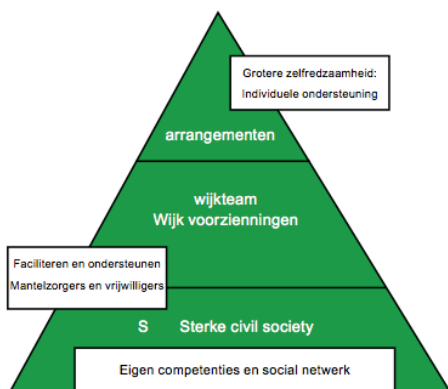 Grotere zelfredzaamheid:
Individuele ondersteuning
arrangementen
wijkteam
Wijk voorzienningen
Faciliteren en ondersteunen
Mantelzorgers en vrijwilligers
S Sterke civil society
Eigen competenties en social netwerk